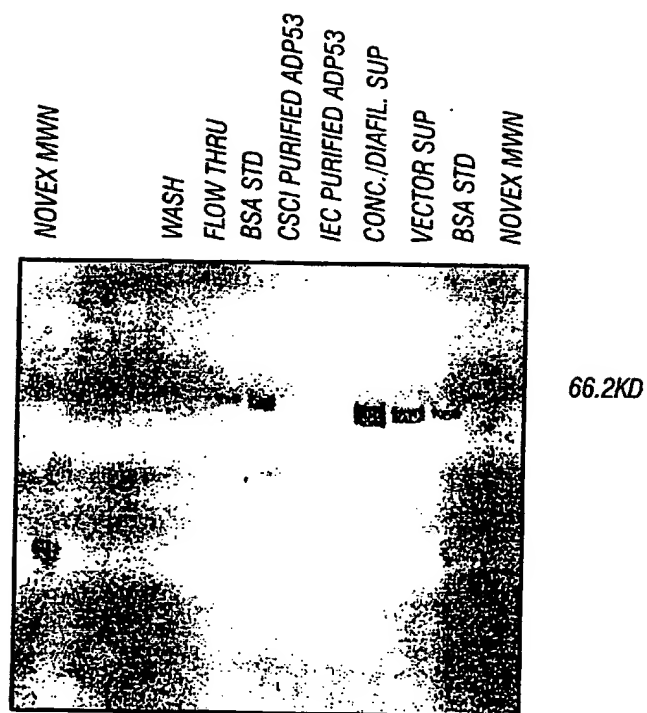 NOVEX MWN
WASH
FLOW THRU
BSA STD
CSCI PURIFIED ADP53
IEC PURIFIED ADP53
CONC./DIAFIL. SUP
VECTOR SUP
BSA STD
NOVEX MWN
66.2KD